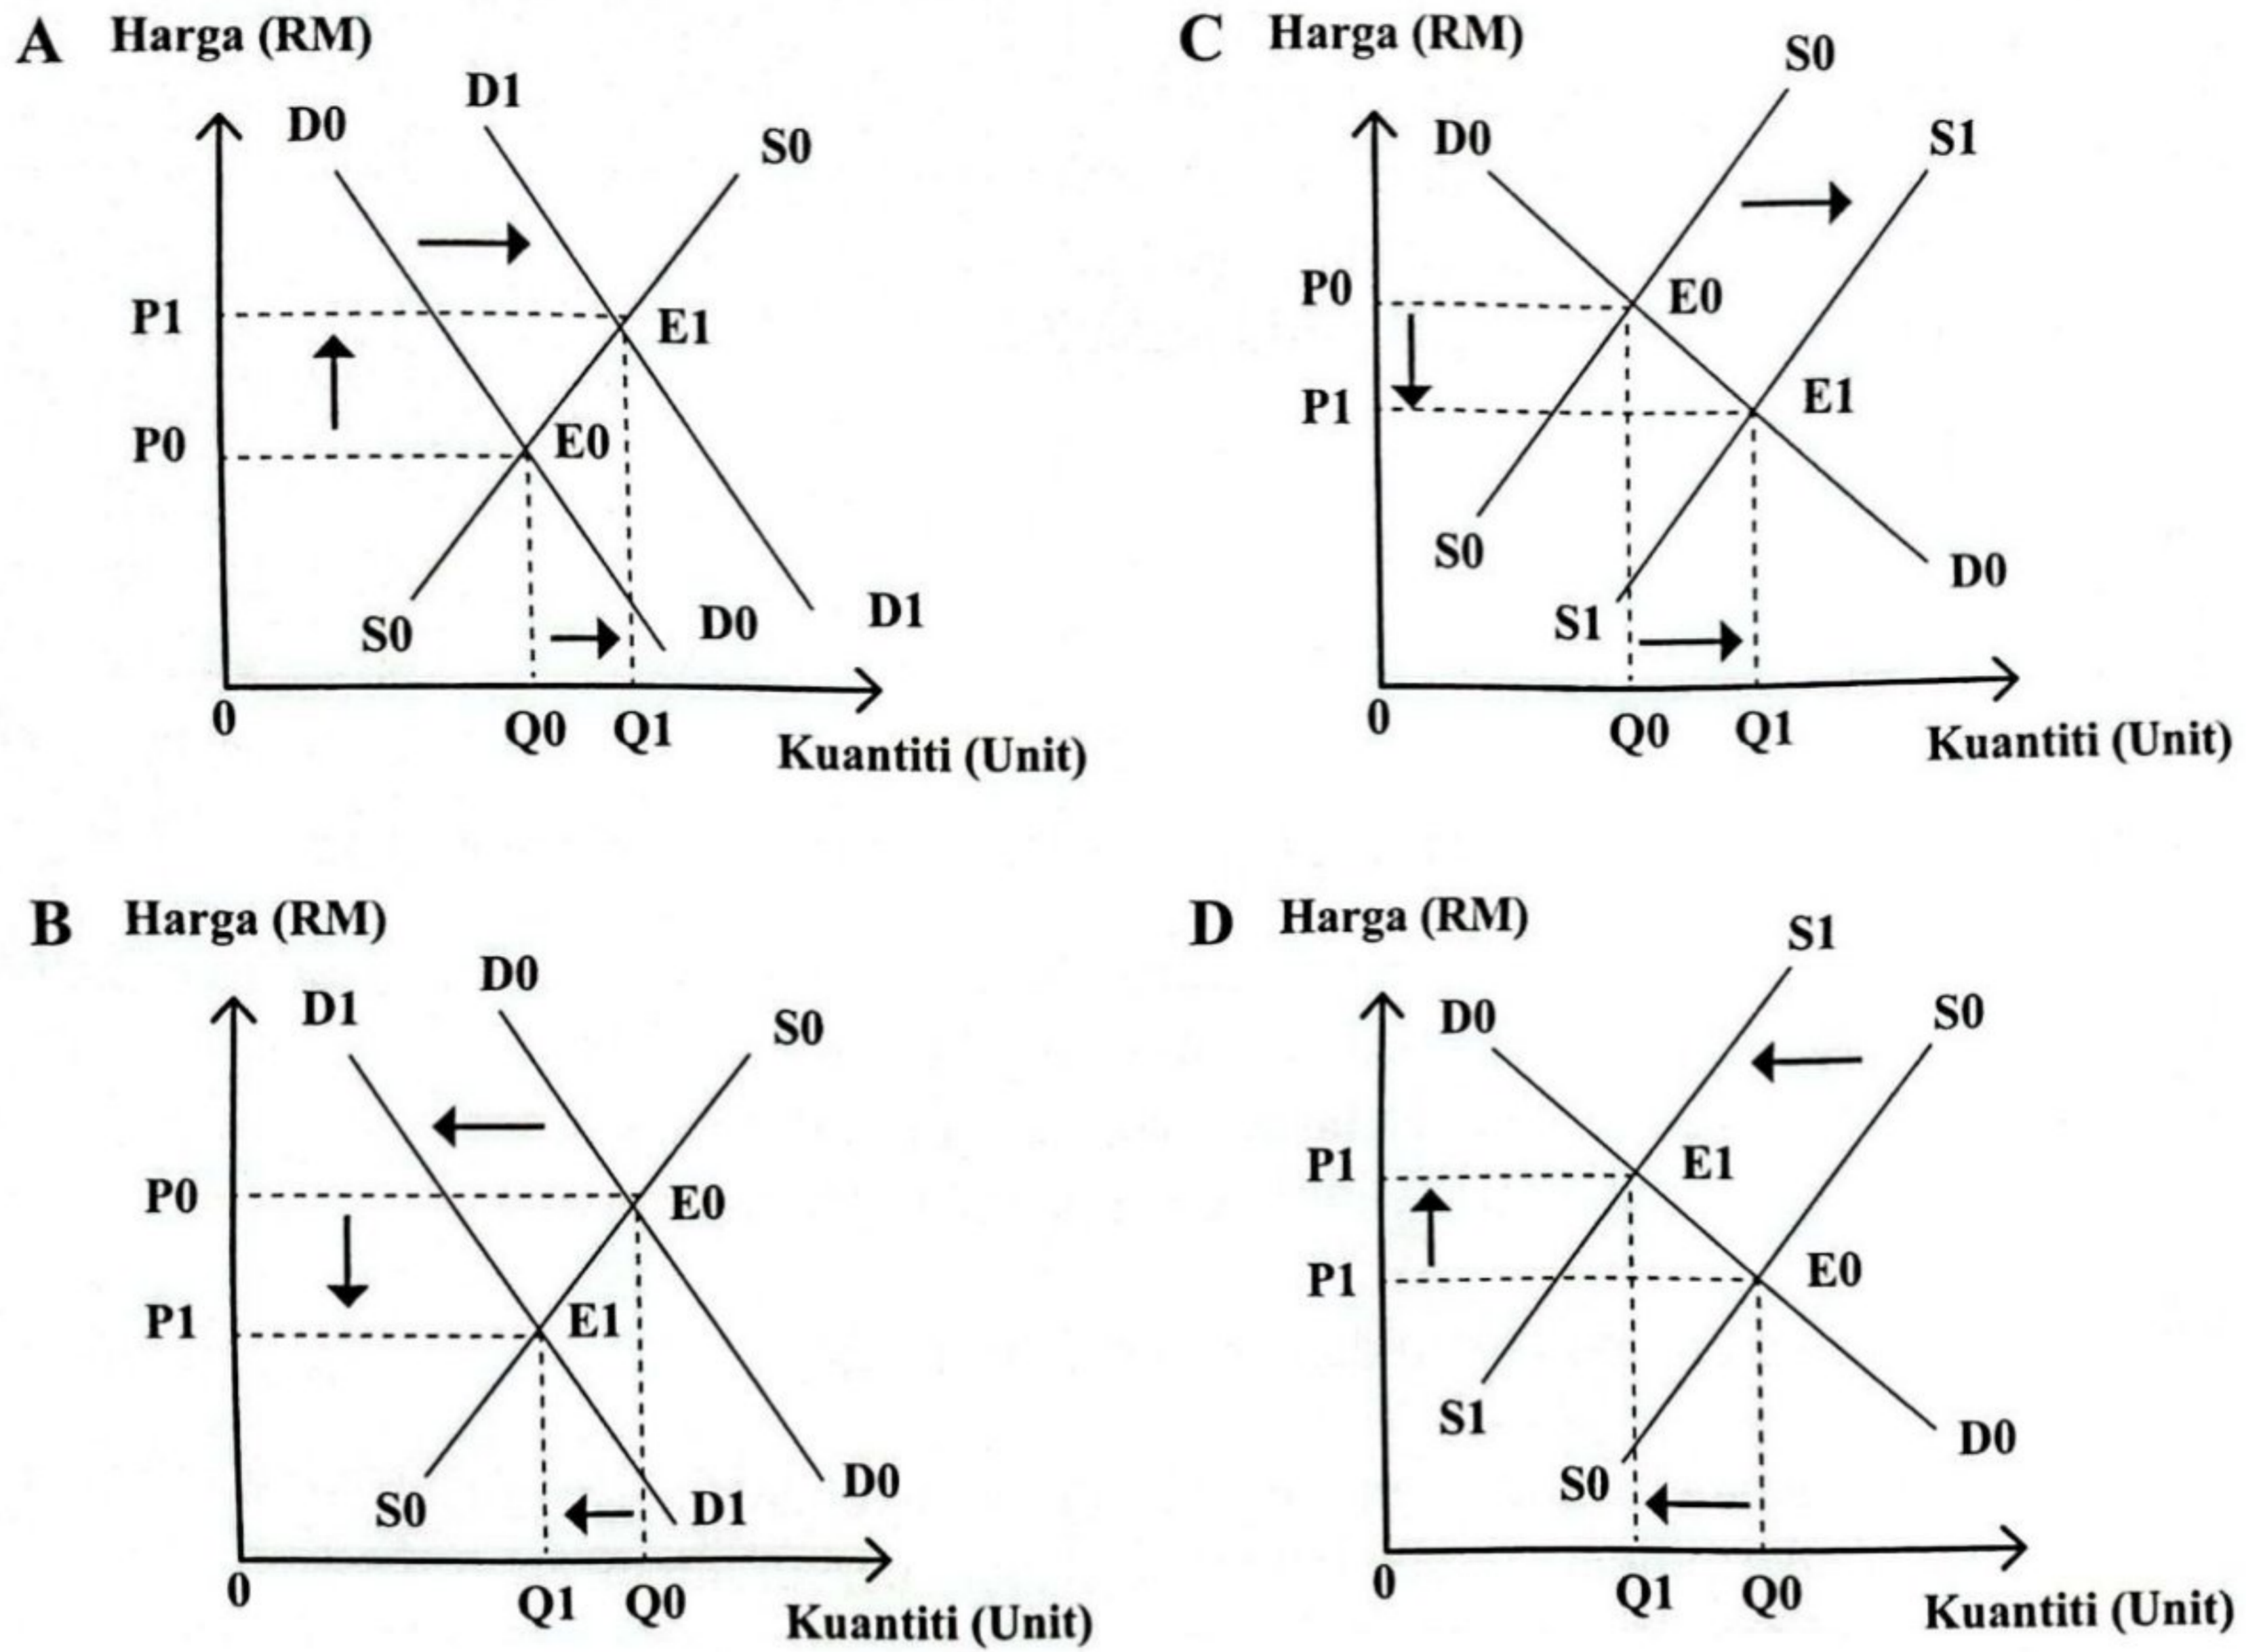 A Harga (RM)
D0
D1
S0
P1
E1
P0
E0
S0
D0
D1
0
Q0
Q1
Kuantiti (Unit)
C Harga (RM)
S0
D0
S1
P0
E0
P1
E1
S0
S1
D0
0
Q0
Q1
Kuantiti (Unit)
B Harga (RM)
D1
D0
S0
P0
E0
P1
E1
S0
D1
D0
0
Q1
Q0
Kuantiti (Unit)
D Harga (RM)
S1
D0
S0
P1
E1
P1
E0
S1
S0
D0
0
Q1
Q0
Kuantiti (Unit)